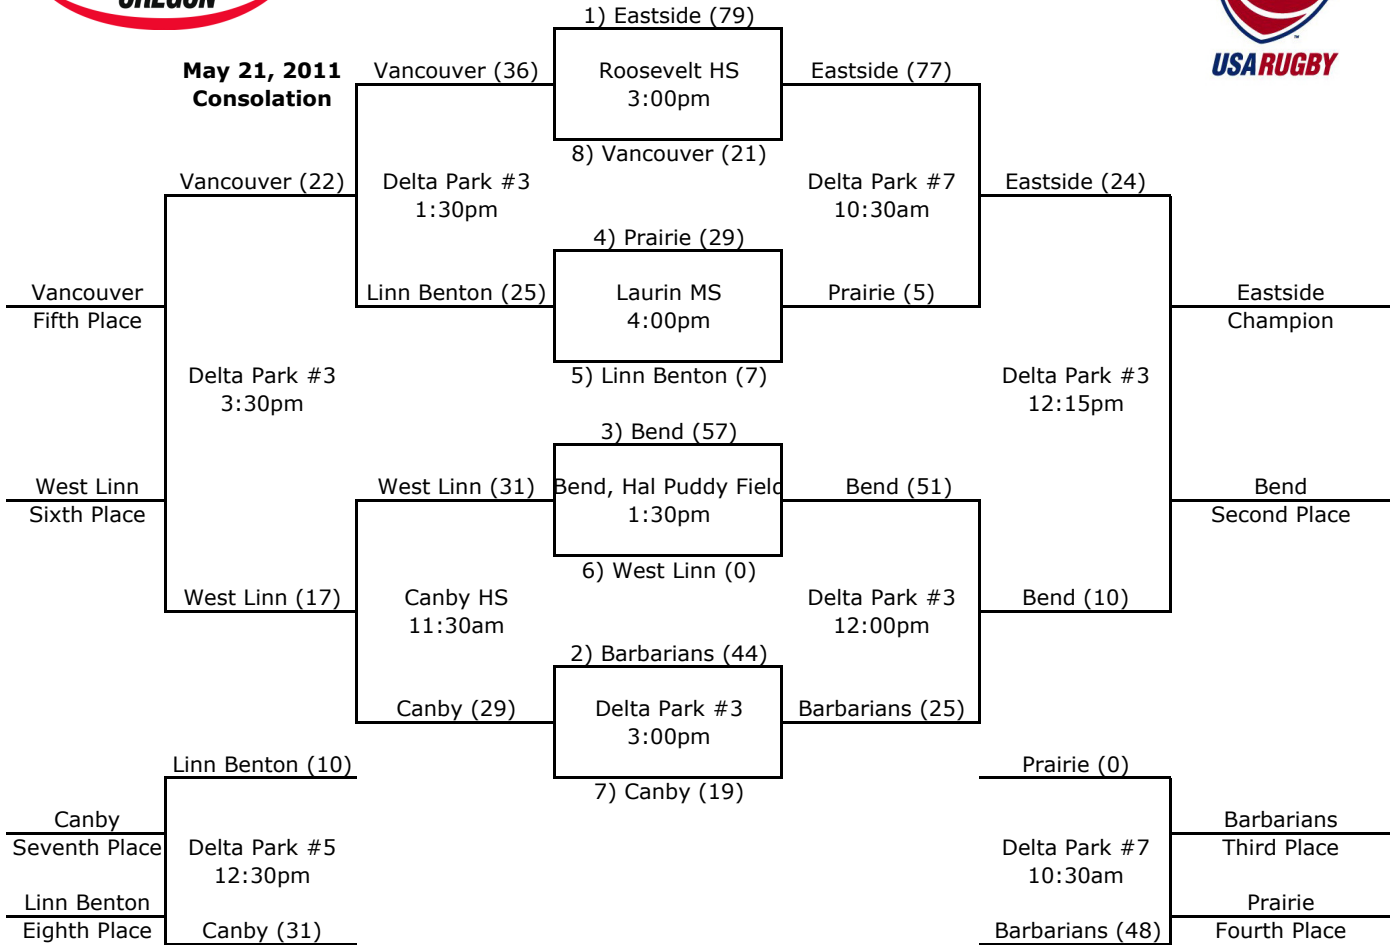 OREGON
1) Eastside (79)
USA RUGBY
May 21, 2011
Consolation
Vancouver (36)
Roosevelt HS
3:00pm
Eastside (77)
8) Vancouver (21)
Vancouver (22)
Delta Park #3
1:30pm
Delta Park #7
10:30am
Eastside (24)
4) Prairie (29)
Vancouver
Fifth Place
Linn Benton (25)
Laurin MS
4:00pm
Prairie (5)
Eastside
Champion
Delta Park #3
3:30pm
5) Linn Benton (7)
Delta Park #3
12:15pm
3) Bend (57)
West Linn
Sixth Place
West Linn (31)
Bend, Hal Puddy Field
1:30pm
Bend (51)
Bend
Second Place
6) West Linn (0)
West Linn (17)
Canby HS
11:30am
Delta Park #3
12:00pm
Bend (10)
2) Barbarians (44)
Canby (29)
Delta Park #3
3:00pm
Barbarians (25)
Linn Benton (10)
7) Canby (19)
Prairie (0)
Canby
Seventh Place
Delta Park #5
12:30pm
Delta Park #7
10:30am
Barbarians
Third Place
Linn Benton
Eighth Place
Canby (31)
Barbarians (48)
Prairie
Fourth Place